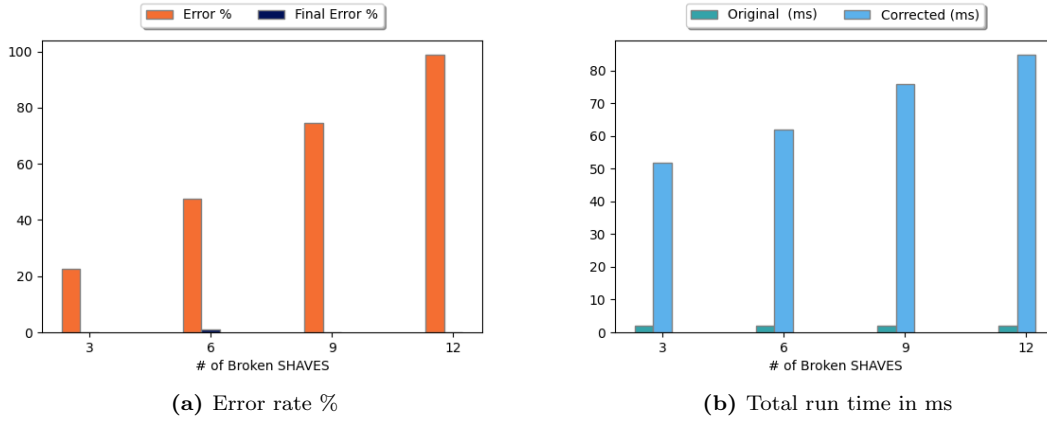 Error %
Final Error %
100
80
60
40
20
0
3
6
9
12
# of Broken SHAVES
(a) Error rate %
Original (ms)
Corrected (ms)
80
70
60
50
40
30
20
10
0
3
6
9
12
# of Broken SHAVES
(b) Total run time in ms